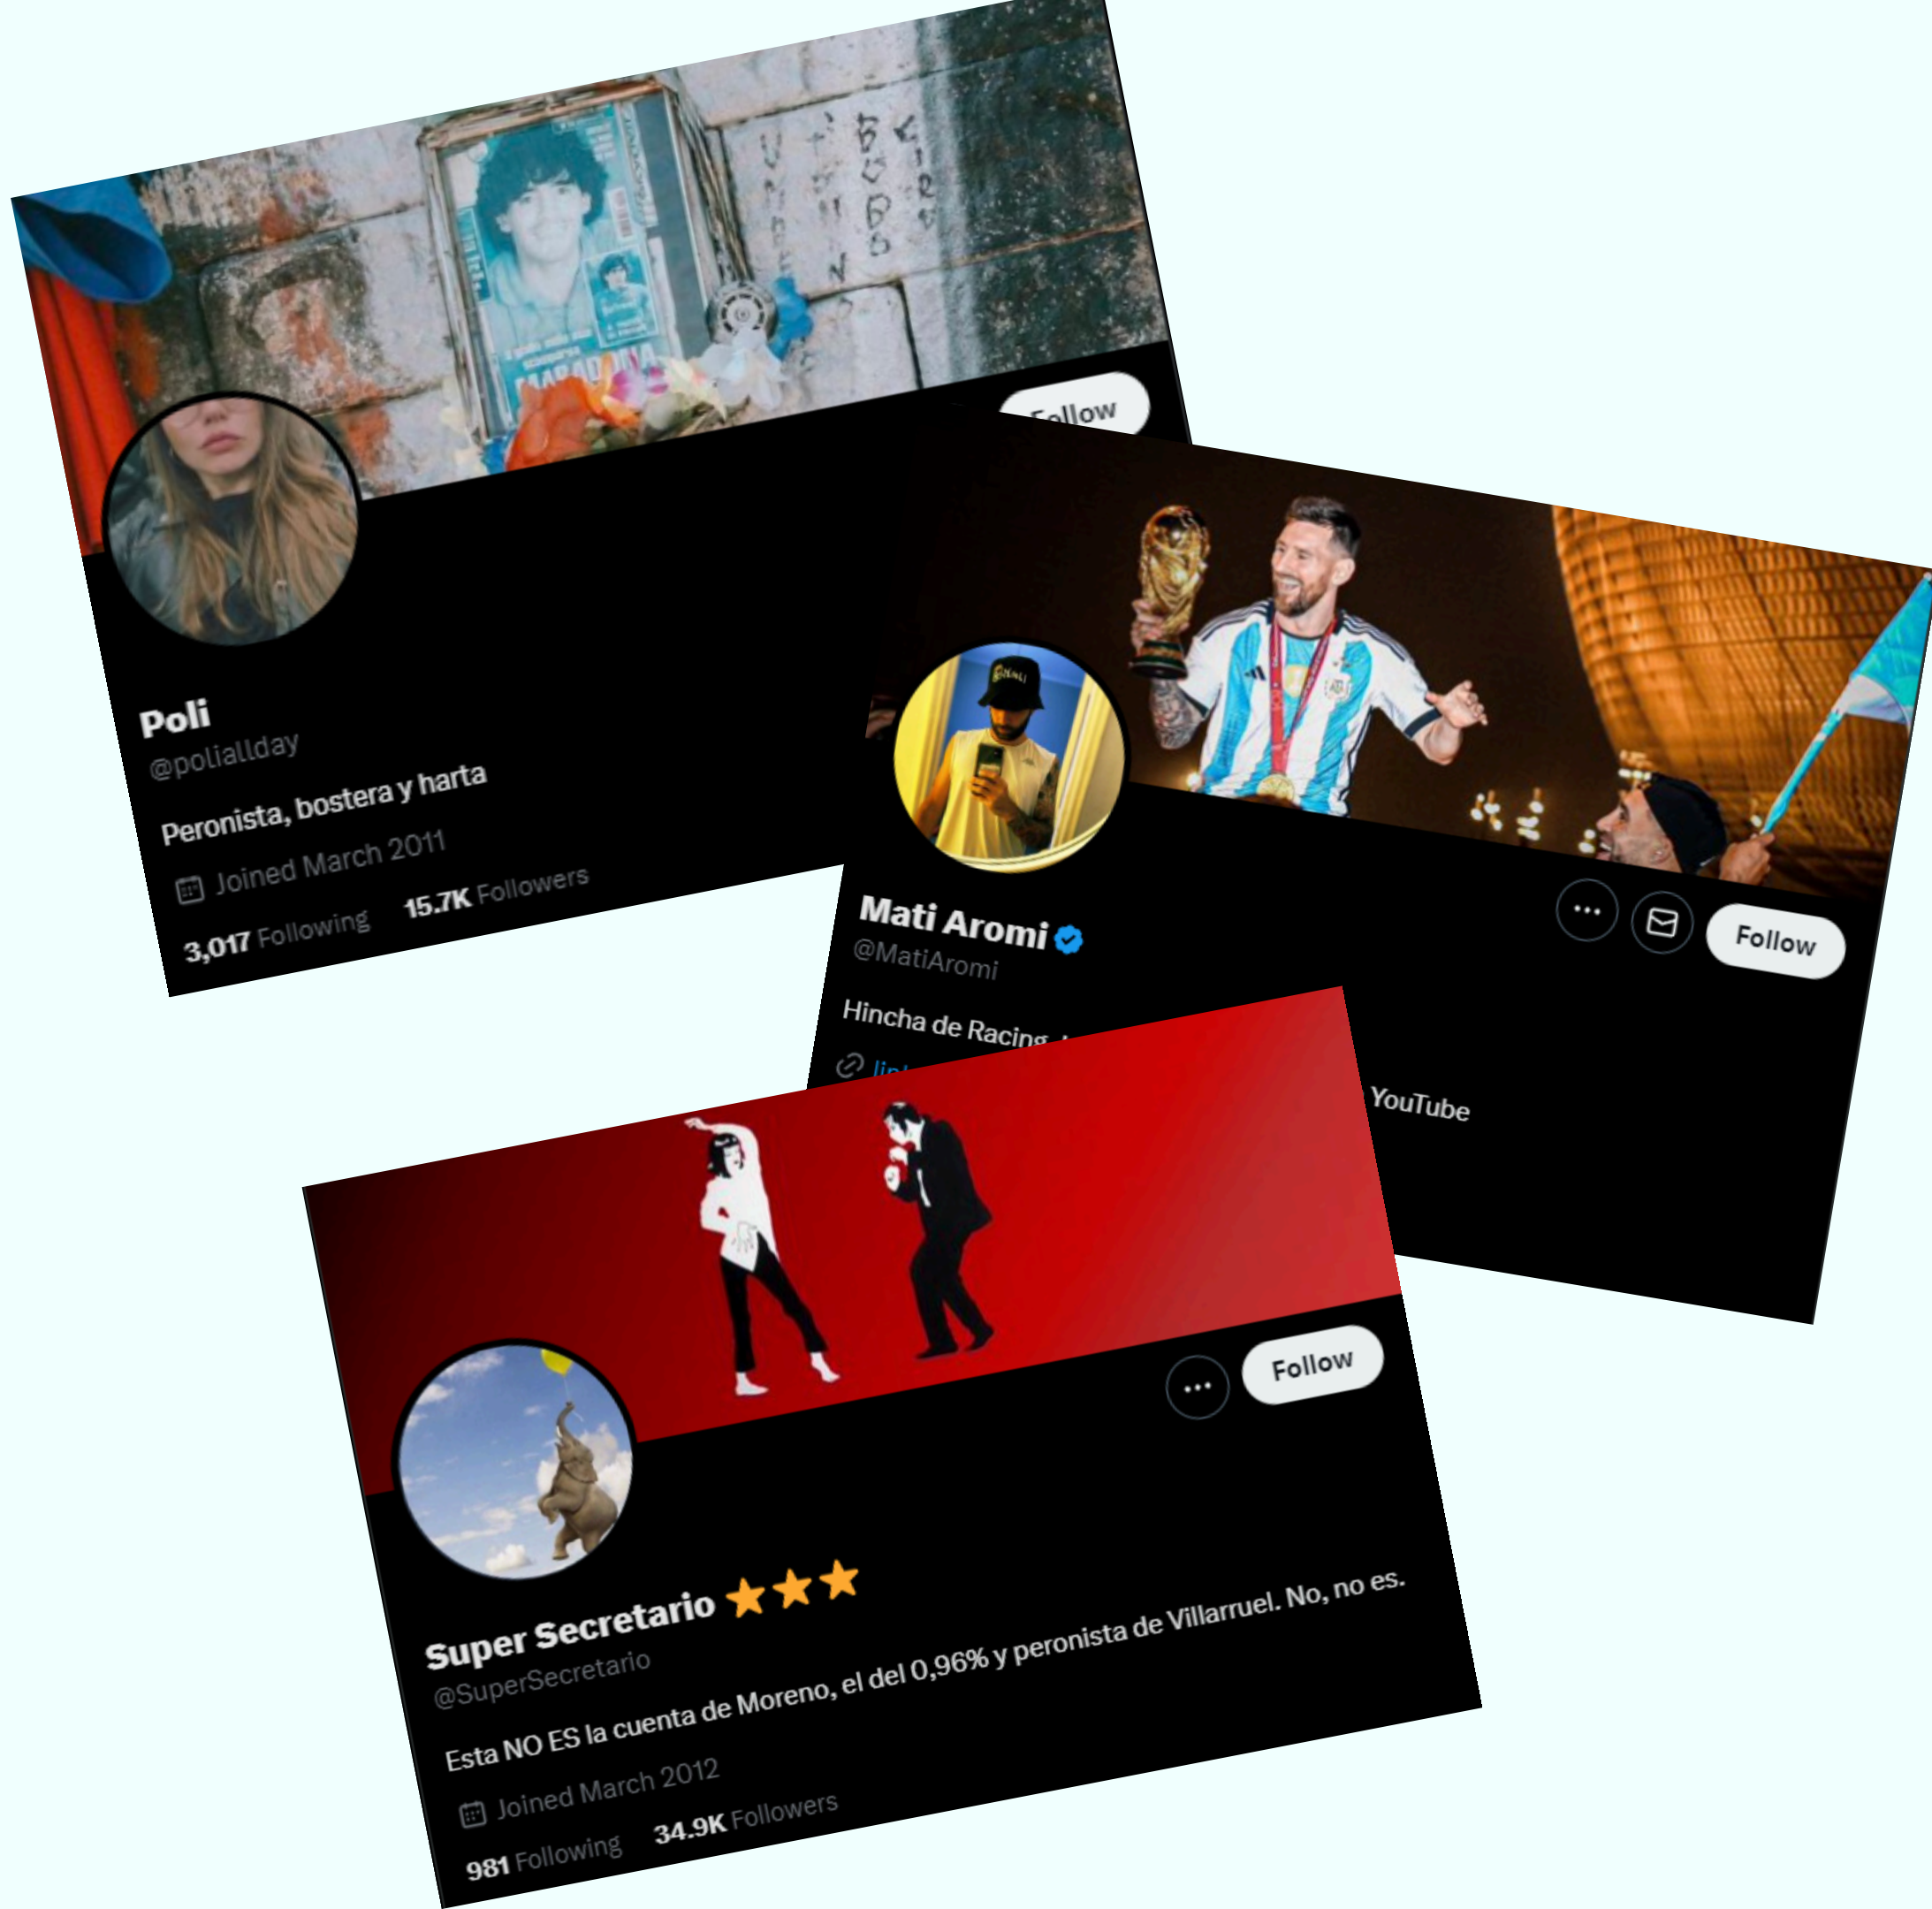 MARADONA
Follow
Poli
@poliallday
Peronista, bostera y harta
Joined March 2011
3,017 Following 15.7K Followers
Follow
Mati Aromi
@MatiAromi
Hincha de Racing
YouTube
Follow
Super Secretario
@SuperSecretario
Esta NO ES la cuenta de Moreno, el del 0,96% y peronista de Villarruel. No, no es.
Joined March 2012
981 Following 34.9K Followers